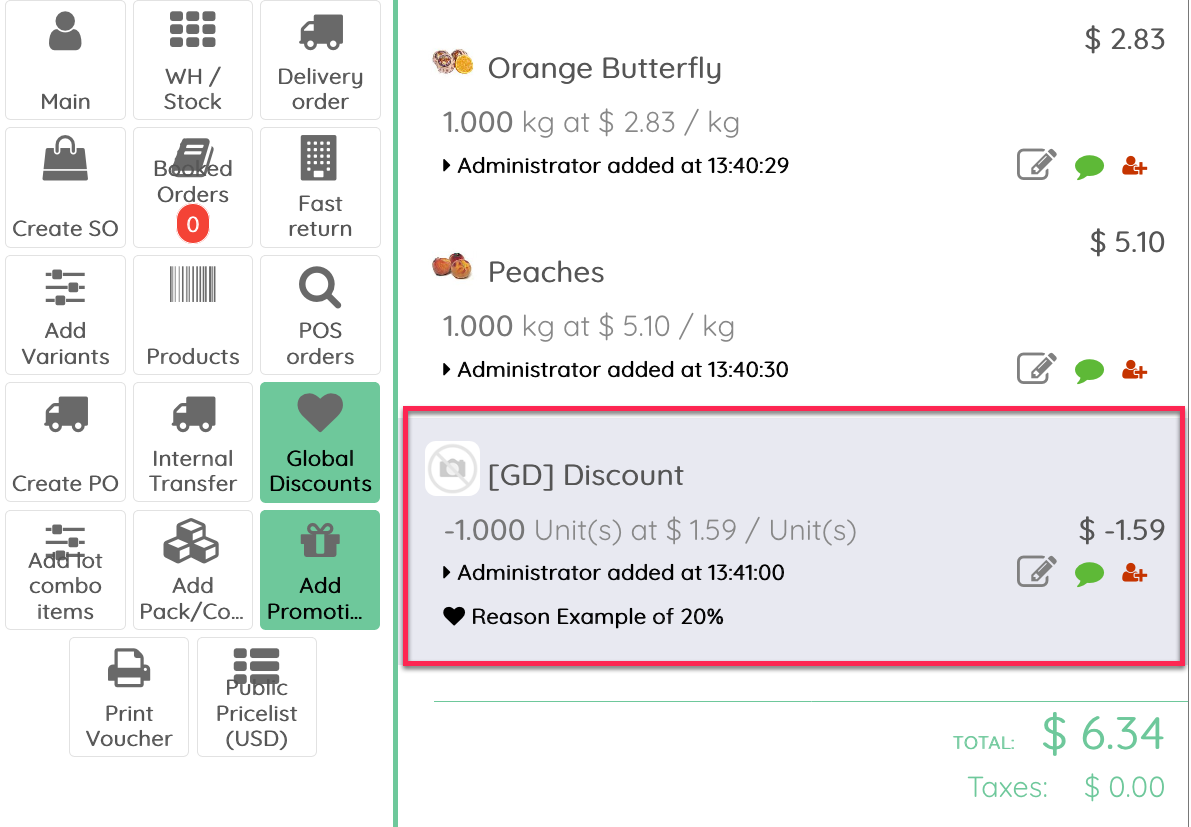 Main
WH /
Stock
Delivery
order
Create SO
Booked
Orders
0
Fast
return
Add
Variants
Products
POS
orders
Create PO
Internal
Transfer
Global
Discounts
Add lot
combo
items
Add
Pack/Co...
Add
Promoti...
Print
Voucher
Public
Pricelist
(USD)
$ 2.83
Orange Butterfly
1.000 kg at $ 2.83 / kg
Administrator added at 13:40:29
$ 5.10
Peaches
1.000 kg at $ 5.10 / kg
Administrator added at 13:40:30
[GD] Discount
-1.000 Unit(s) at $ 1.59 / Unit(s) $ -1.59
Administrator added at 13:41:00
Reason Example of 20%
TOTAL: $ 6.34
Taxes: $ 0.00